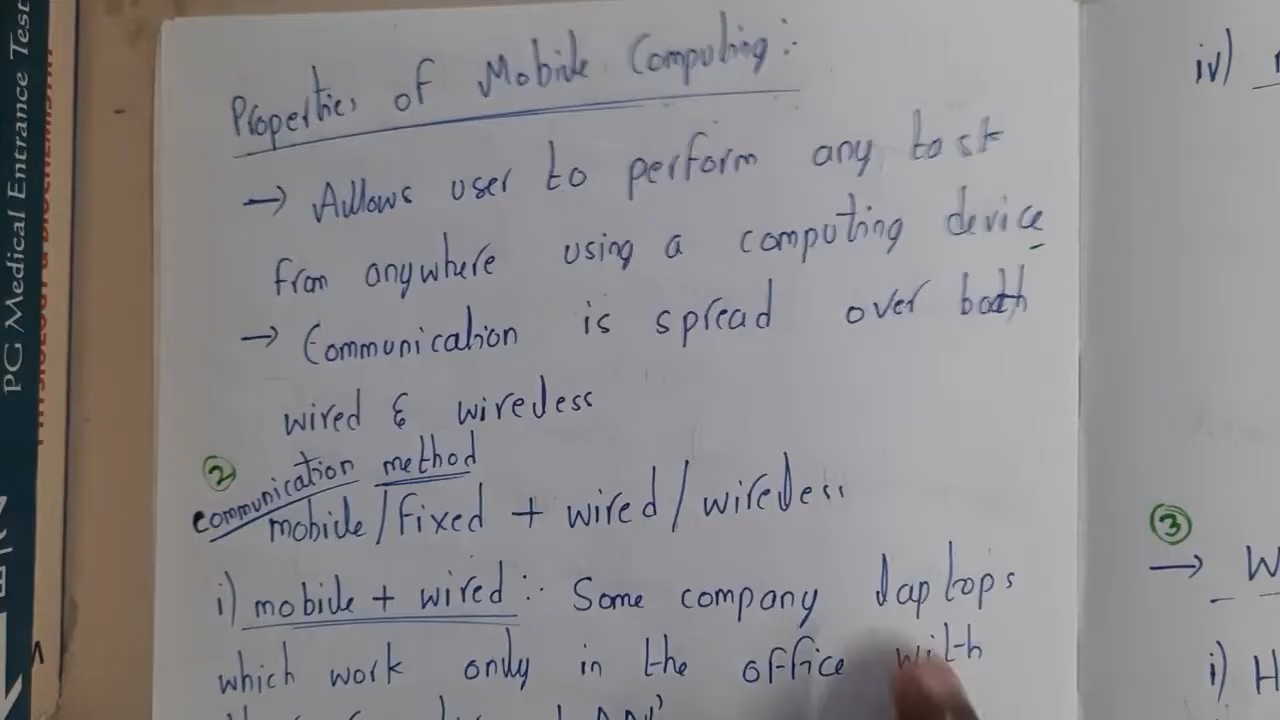 PG Medical Entrance Test
Properties of Mobile Computing :-
→ Allows user to perform any task
from anywhere using a computing device
→ Communication is spread over both
wired & wireless
②
communication method
mobile/fixed + wired/wireless
i) mobile + wired :- Some company laptops
which work only in the office with
iv)
③
→ W
i) H